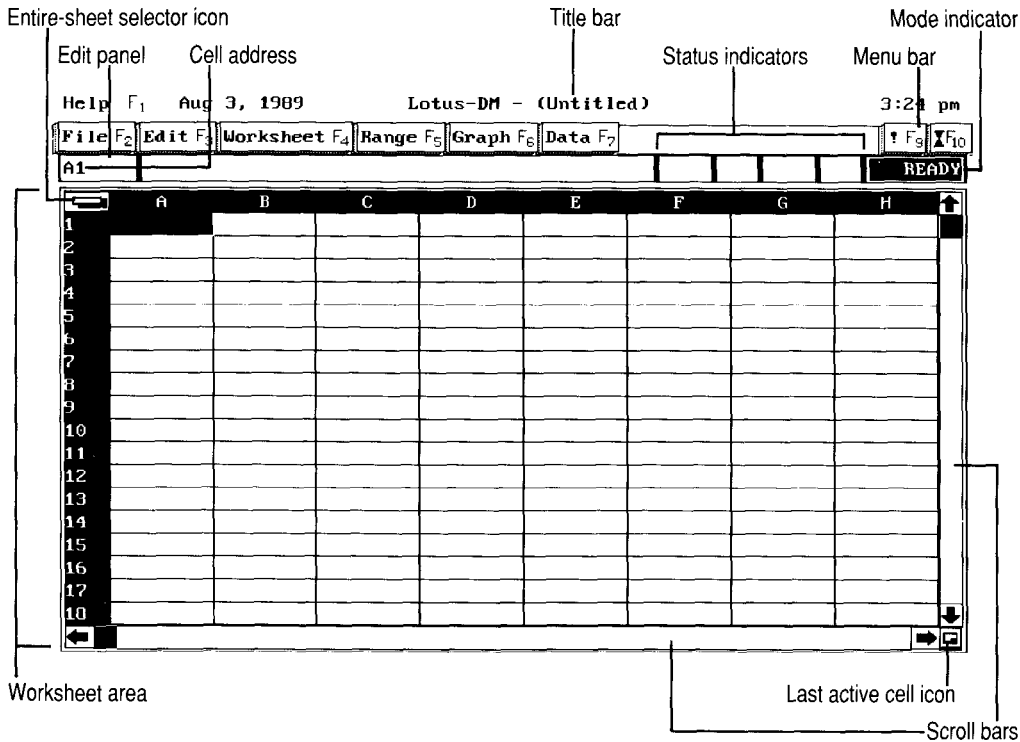 Entire-sheet selector icon Title bar Mode indicator
Edit panel Cell address Status indicators Menu bar
Help F1 Aug 3, 1989 Lotus-DM - (Untitled) 3:24 pm
File F2 Edit F3 Worksheet F4 Range F5 Graph F6 Data F7 ! F9 F10
A1 READY
A B C D E F G H
1
2
3
4
5
6
7
8
9
10
11
12
13
14
15
16
17
18
Worksheet area Last active cell icon
Scroll bars